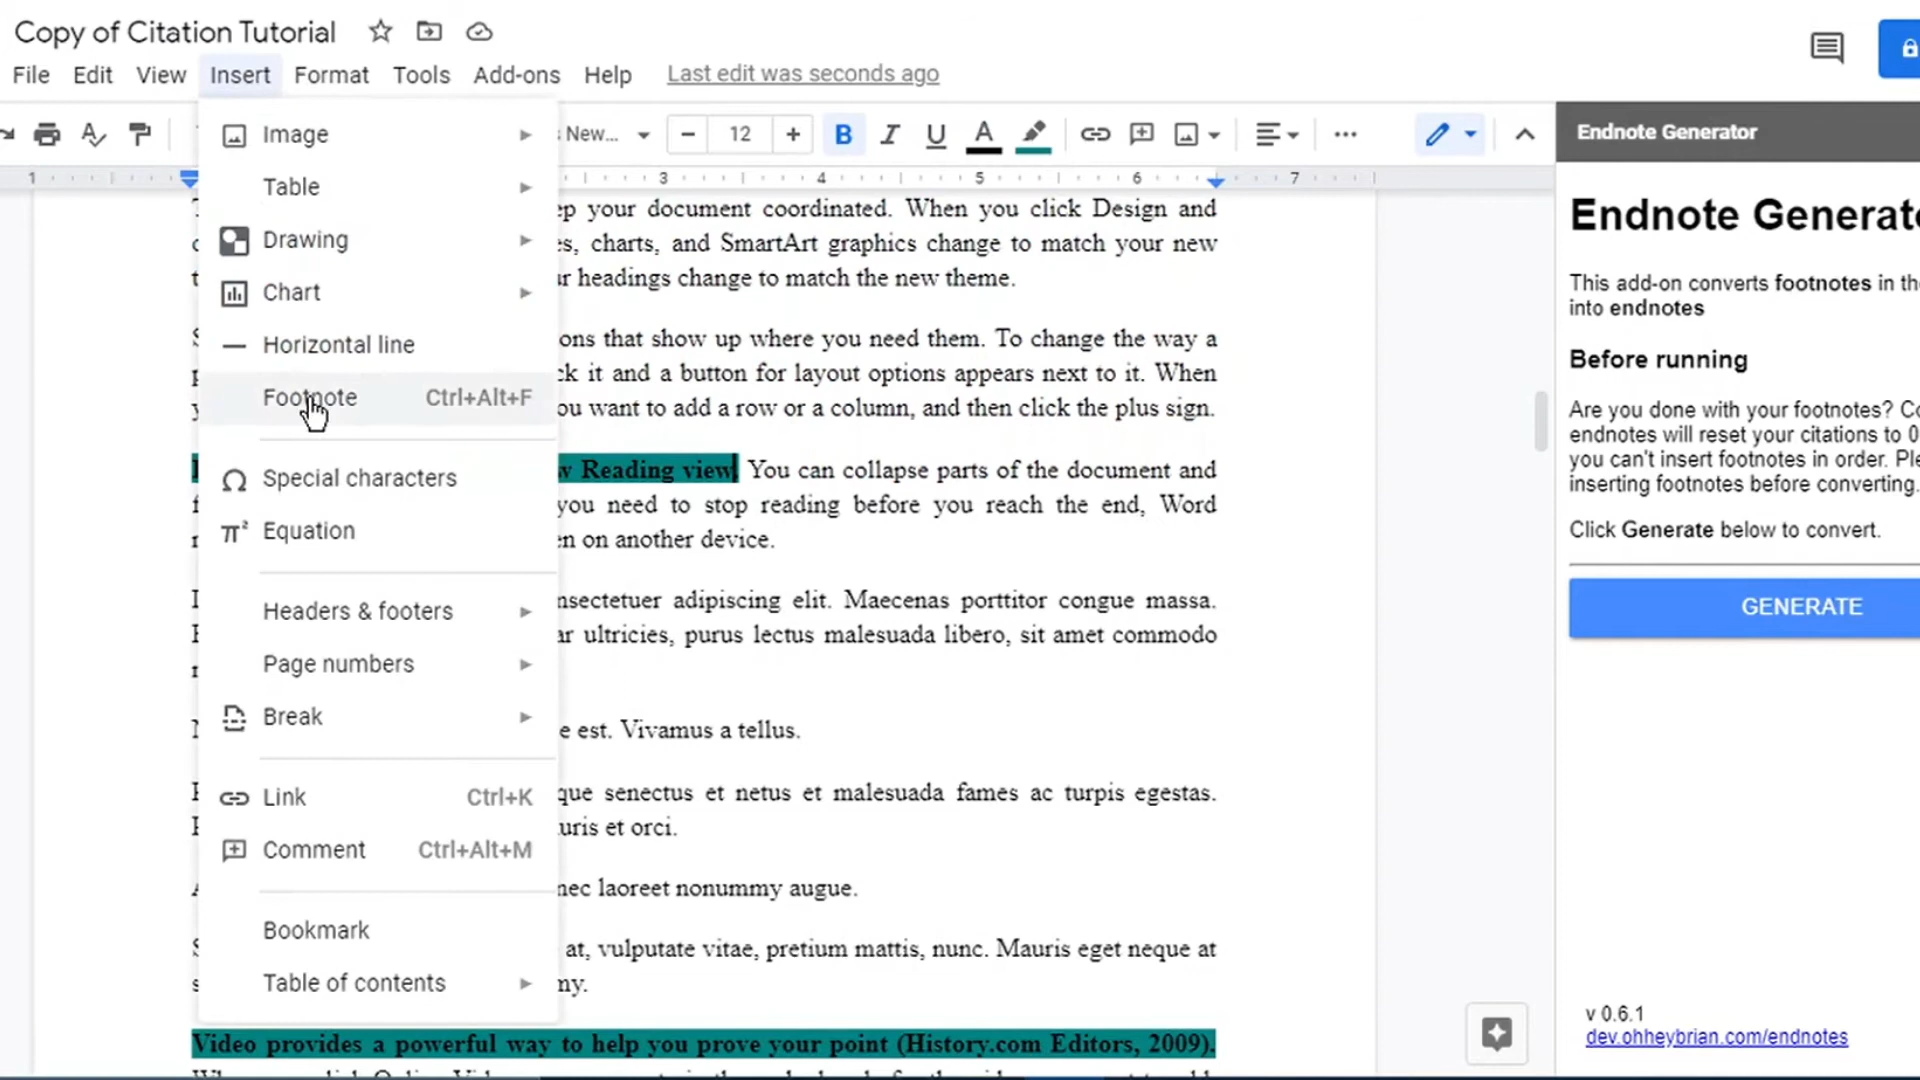 Copy of Citation Tutorial
File Edit View Insert Format Tools Add-ons Help Last edit was seconds ago
New... 12 B I U A
1 3 4 5 6 7
Image
Table
Drawing
Chart
Horizontal line
Footnote Ctrl+Alt+F
Special characters
Equation
Headers & footers
Page numbers
Break
Link Ctrl+K
Comment Ctrl+Alt+M
Bookmark
Table of contents
your document coordinated. When you click Design and
charts, and SmartArt graphics change to match your new
headings change to match the new theme.
that show up where you need them. To change the way a
it and a button for layout options appears next to it. When
you want to add a row or a column, and then click the plus sign.
Reading view. You can collapse parts of the document and
you need to stop reading before you reach the end, Word
on another device.
adipiscing elit. Maecenas porttitor congue massa.
ultricies, purus lectus malesuada libero, sit amet commodo
est. Vivamus a tellus.
senectus et netus et malesuada fames ac turpis egestas.
et orci.
laoreet nonummy augue.
at, vulputate vitae, pretium mattis, nunc. Mauris eget neque at
Video provides a powerful way to help you prove your point (History.com Editors, 2009).
Endnote Generator
Endnote
This add-on converts footnotes in
into endnotes
Before running
Are you done with your footnotes?
endnotes will reset your citations to 0
you can't insert footnotes in order.
inserting footnotes before converting.
Click Generate below to convert.
GENERATE
v 0.6.1
dev.ohheybrian.com/endnotes